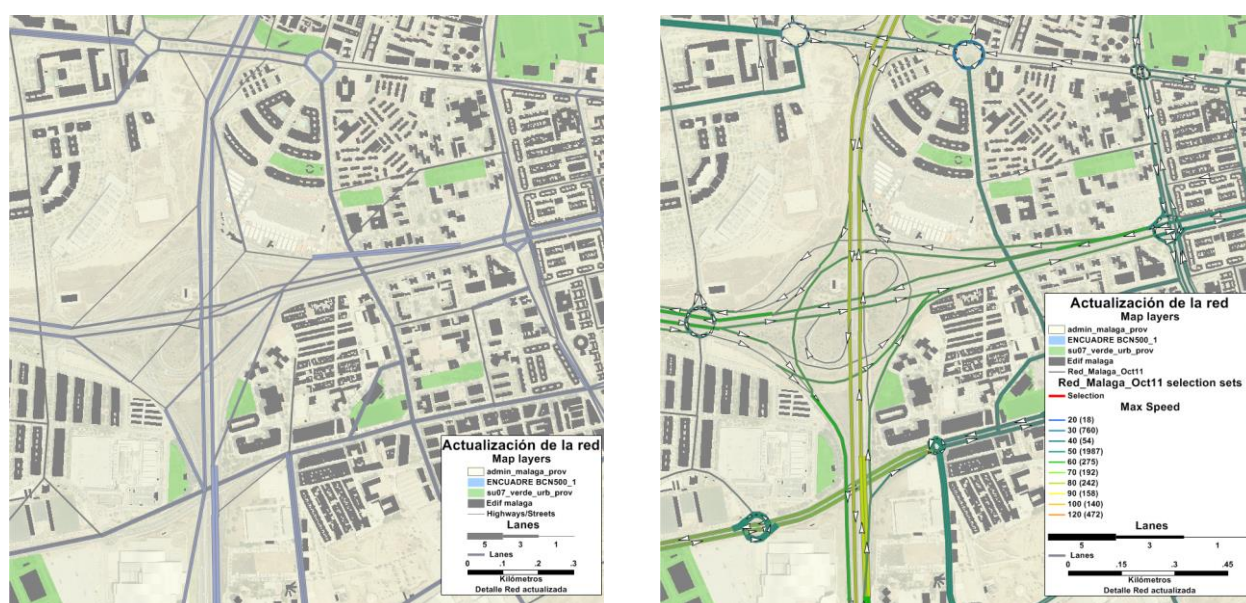 Actualización de la red
Map layers
admin_malaga_prov
ENCUADRE BCN500_1
su07_verde_urb_prov
Edif malaga
Highways/Streets
Lanes
5 3 1
Lanes
0 .1 .2 .3
Kilómetros
Detalle Red actualizada
Actualización de la red
Map layers
admin_malaga_prov
ENCUADRE BCN500_1
su07_verde_urb_prov
Edif malaga
Red_Malaga_Oct11
Red_Malaga_Oct11 selection sets
Selection
Max Speed
20 (18)
30 (760)
40 (54)
50 (1987)
60 (275)
70 (192)
80 (242)
90 (158)
100 (140)
120 (472)
Lanes
5 3 1
Lanes
0 .15 .3 .45
Kilómetros
Detalle Red actualizada